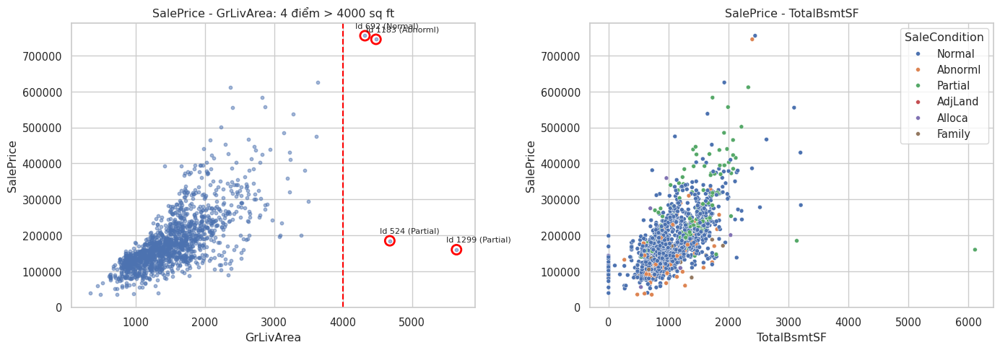 SalePrice - GrLivArea: 4 điểm > 4000 sq ft
Id 692 (Normal)
Id 1183 (Abnorml)
Id 524 (Partial)
Id 1299 (Partial)
700000
600000
500000
400000
300000
200000
100000
0
SalePrice
1000
2000
3000
4000
5000
GrLivArea
SalePrice - TotalBsmtSF
SaleCondition
Normal
Abnorml
Partial
AdjLand
Alloca
Family
700000
600000
500000
400000
300000
200000
100000
0
SalePrice
0
1000
2000
3000
4000
5000
6000
TotalBsmtSF